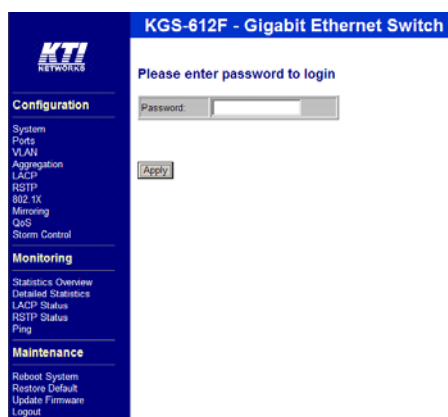 KGS-612F - Gigabit Ethernet Switch
KTI
NETWORKS
Please enter password to login
Password:
Apply
Configuration
System
Ports
VLAN
Aggregation
LACP
RSTP
802.1X
Mirroring
QoS
Storm Control
Monitoring
Statistics Overview
Detailed Statistics
LACP Status
RSTP Status
Ping
Maintenance
Reboot System
Restore Default
Update Firmware
Logout